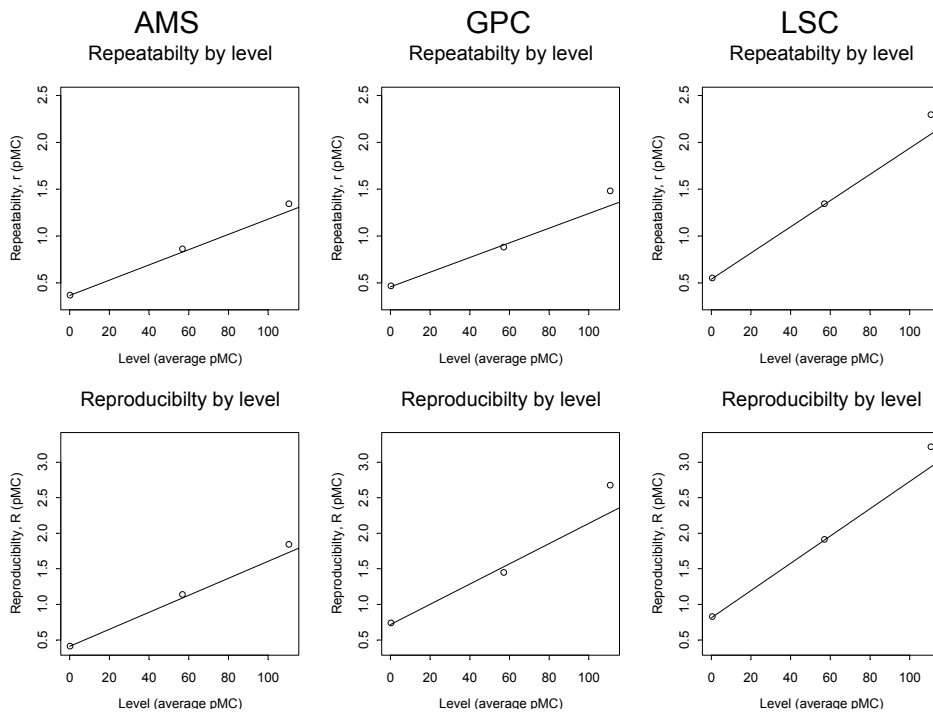 AMS
Repeatabilty by level
Repeatabilty, r (pMC)
2.5
2.0
1.5
1.0
0.5
0 20 40 60 80 100
Level (average pMC)
GPC
Repeatabilty by level
Repeatabilty, r (pMC)
2.5
2.0
1.5
1.0
0.5
0 20 40 60 80 100
Level (average pMC)
LSC
Repeatabilty by level
Repeatabilty, r (pMC)
2.5
2.0
1.5
1.0
0.5
0 20 40 60 80 100
Level (average pMC)
Reproducibilty by level
Reproducibilty, R (pMC)
3.0
2.5
2.0
1.5
1.0
0.5
0 20 40 60 80 100
Level (average pMC)
Reproducibilty by level
Reproducibilty, R (pMC)
3.0
2.5
2.0
1.5
1.0
0.5
0 20 40 60 80 100
Level (average pMC)
Reproducibilty by level
Reproducibilty, R (pMC)
3.0
2.5
2.0
1.5
1.0
0.5
0 20 40 60 80 100
Level (average pMC)